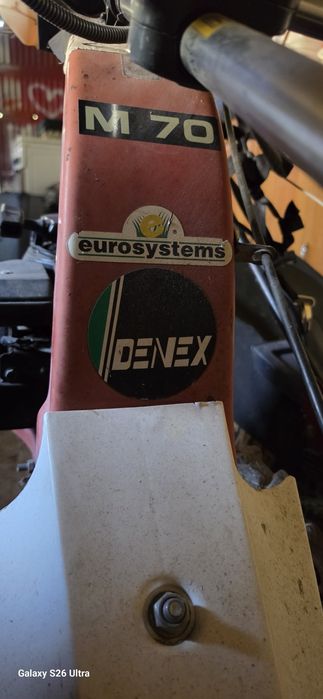 M 70
eurosystems
DENEX
Galaxy S26 Ultra